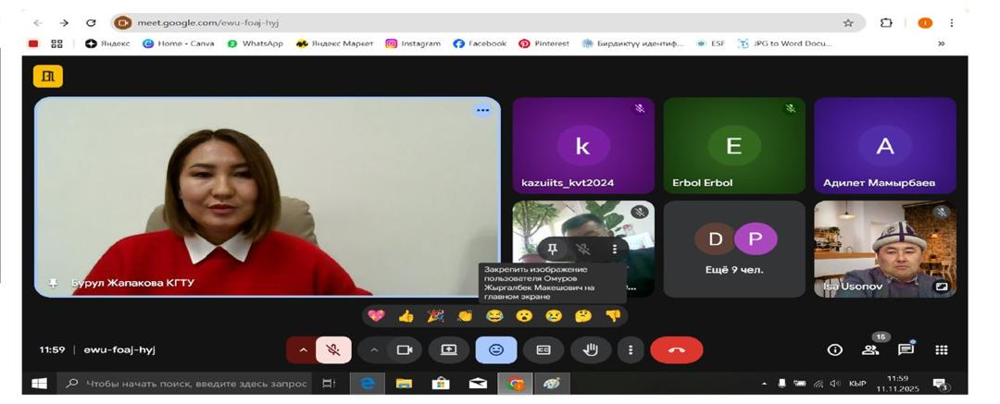 meet.google.com/ewu-foaj-hyj
Яндекс Home - Canva WhatsApp Яндекс Маркет Instagram Facebook Pinterest Бирдиктүү идентиф... ESF JPG to Word Docu...
k
kazuiits_kvt2024
E
Erbol Erbol
A
Адилет Мамырбаев
Бурул Жапакова КГТУ
Закрепить изображение
пользователя Омуров
Жыргалбек Макешович на
главном экране
D P
Ещё 9 чел.
Isa Usonov
11:59 | ewu-foaj-hyj
CC
15
Чтобы начать поиск, введите здесь запрос
КЫР
11:59
11.11.2025
3